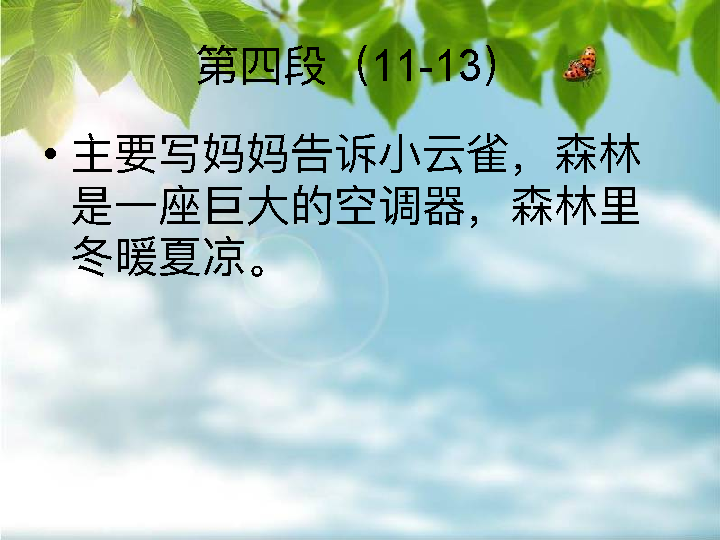 第四段（11-13）
• 主要写妈妈告诉小云雀，森林
是一座巨大的空调器，森林里
冬暖夏凉。